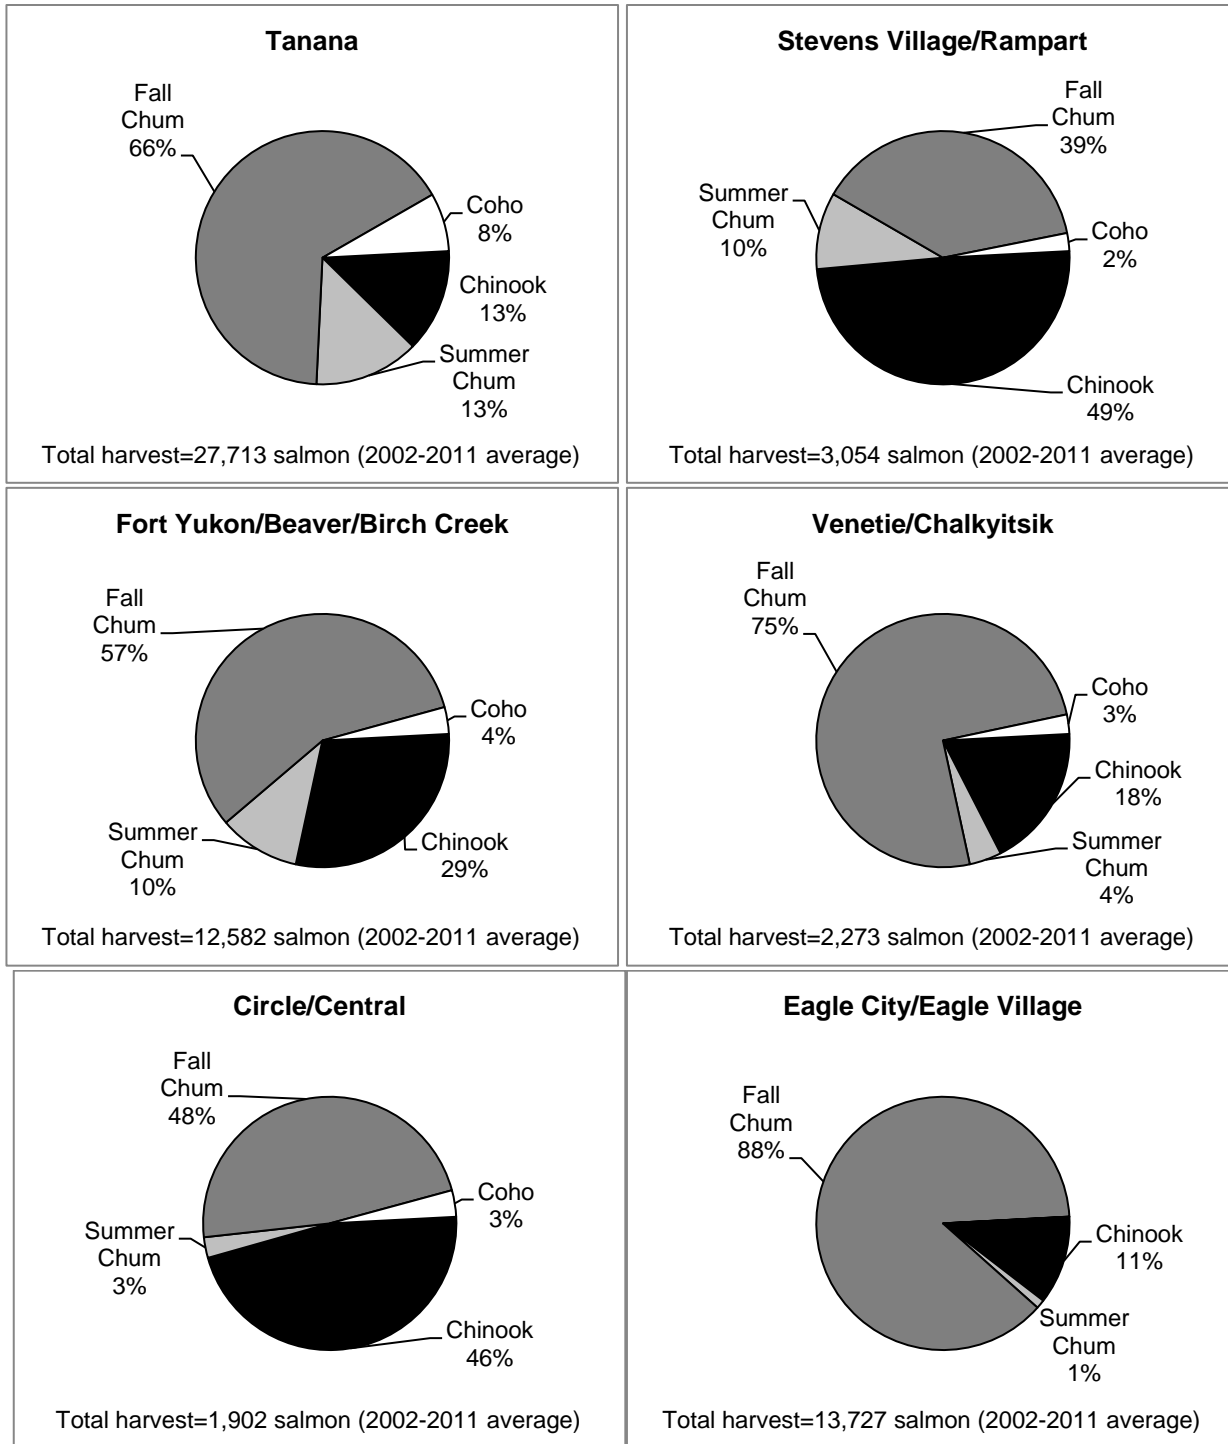 Tanana
Fall
Chum
66%
Coho
8%
Chinook
13%
Summer
Chum
13%
Total harvest=27,713 salmon (2002-2011 average)
Stevens Village/Rampart
Fall
Chum
39%
Summer
Chum
10%
Coho
2%
Chinook
49%
Total harvest=3,054 salmon (2002-2011 average)
Fort Yukon/Beaver/Birch Creek
Fall
Chum
57%
Coho
4%
Summer
Chum
10%
Chinook
29%
Total harvest=12,582 salmon (2002-2011 average)
Venetie/Chalkyitsik
Fall
Chum
75%
Coho
3%
Chinook
18%
Summer
Chum
4%
Total harvest=2,273 salmon (2002-2011 average)
Circle/Central
Fall
Chum
48%
Coho
3%
Summer
Chum
3%
Chinook
46%
Total harvest=1,902 salmon (2002-2011 average)
Eagle City/Eagle Village
Fall
Chum
88%
Chinook
11%
Summer
Chum
1%
Total harvest=13,727 salmon (2002-2011 average)